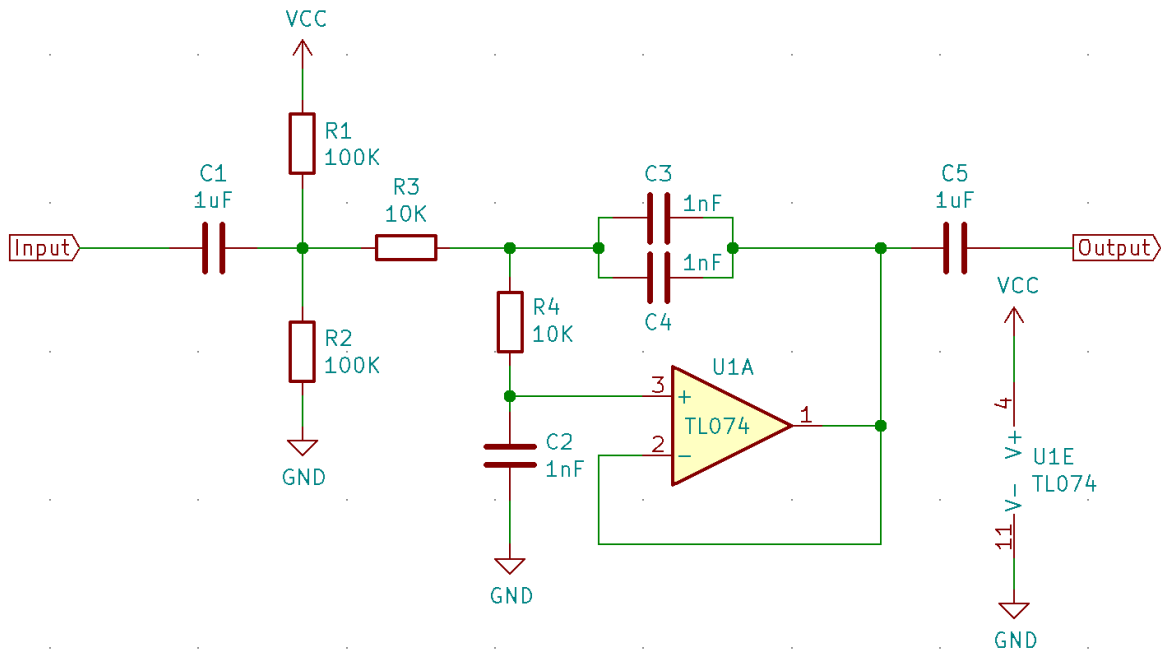 VCC
R1
100K
C1
1uF
R3
10K
C3
1nF
C5
1uF
Input
Output
1nF
VCC
C4
R4
10K
R2
100K
U1A
3
+
TL074
1
2
−
4
V+
C2
1nF
U1E
TL074
GND
V-
11
GND
GND